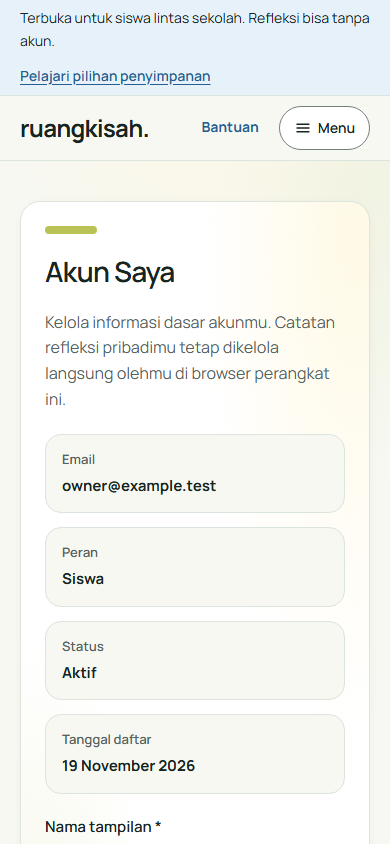 Terbuka untuk siswa lintas sekolah. Refleksi bisa tanpa
akun.
Pelajari pilihan penyimpanan
ruangkisah.
Bantuan
Menu
Akun Saya
Kelola informasi dasar akunmu. Catatan
refleksi pribadimu tetap dikelola
langsung olehmu di browser perangkat
ini.
Email
owner@example.test
Peran
Siswa
Status
Aktif
Tanggal daftar
19 November 2026
Nama tampilan *